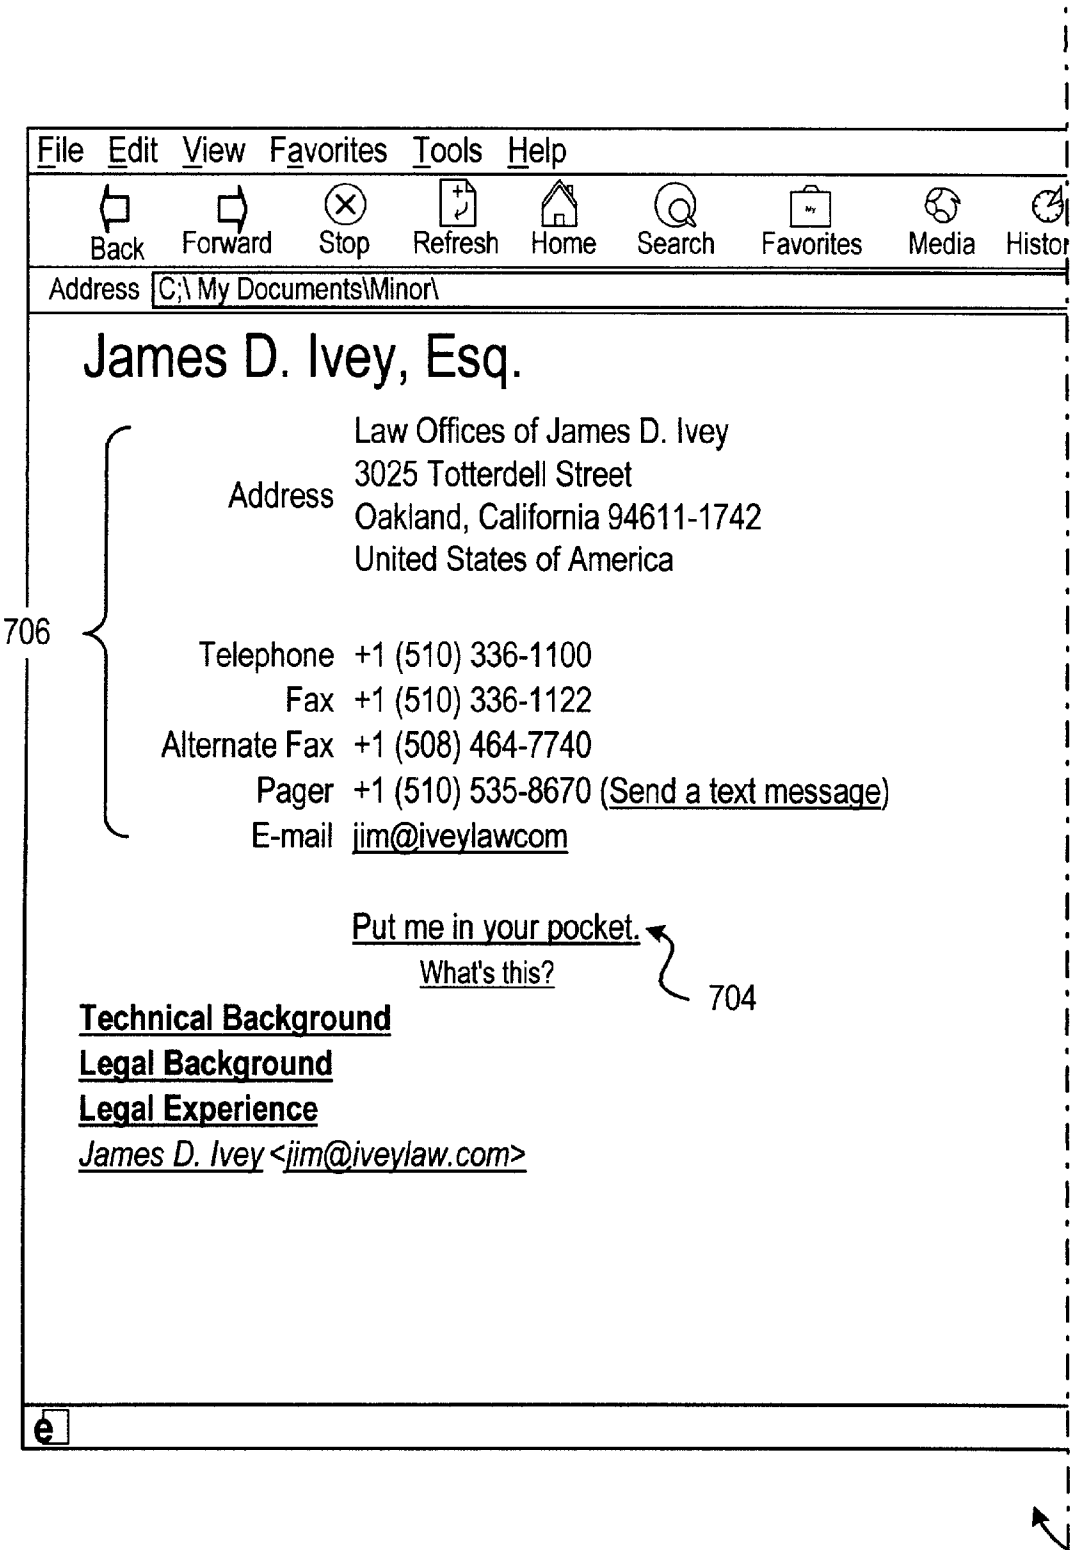 File Edit View Favorites Tools Help
Back Forward Stop Refresh Home Search Favorites Media Histor
My
Address C;\ My Documents\Minor\
James D. Ivey, Esq.
Address
Law Offices of James D. Ivey
3025 Totterdell Street
Oakland, California 94611-1742
United States of America
706
Telephone +1 (510) 336-1100
Fax +1 (510) 336-1122
Alternate Fax +1 (508) 464-7740
Pager +1 (510) 535-8670 (Send a text message)
E-mail jim@iveylawcom
Put me in your pocket.
What's this?
704
Technical Background
Legal Background
Legal Experience
James D. Ivey <jim@iveylaw.com>
e